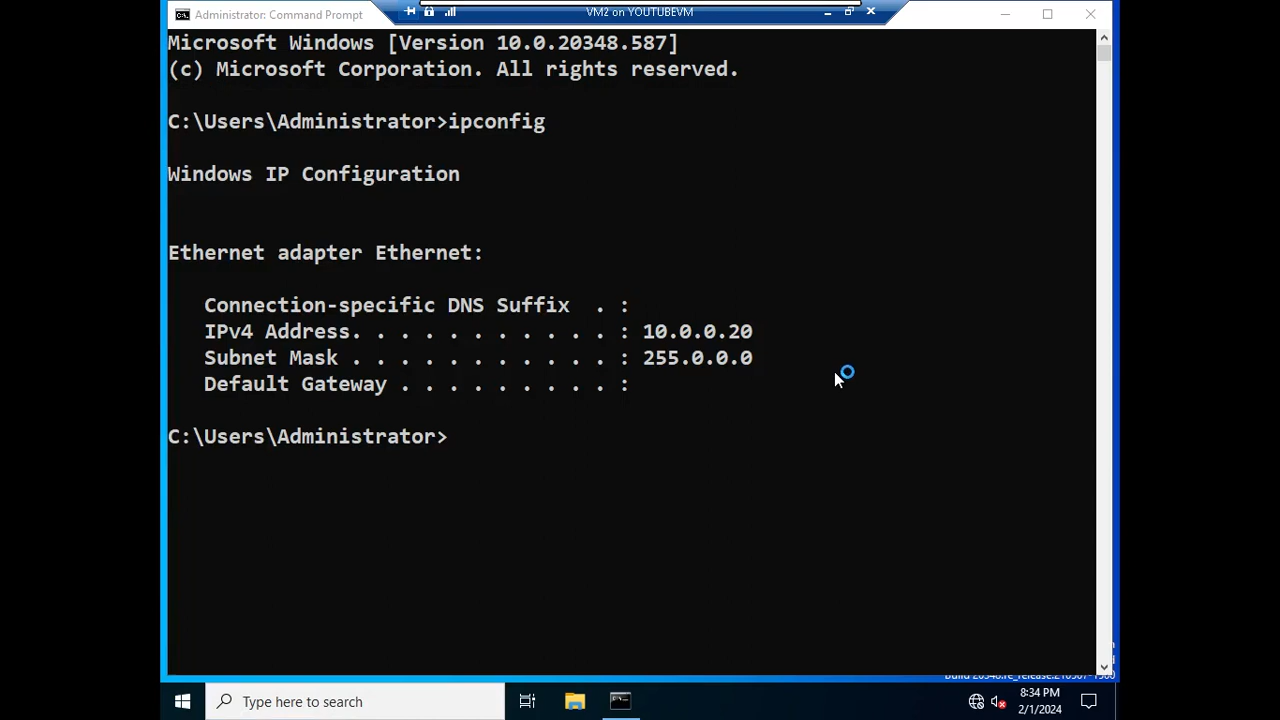 Administrator: Command Prompt
VM2 on YOUTUBEVM
Microsoft Windows [Version 10.0.20348.587]
(c) Microsoft Corporation. All rights reserved.
C:\Users\Administrator>ipconfig
Windows IP Configuration
Ethernet adapter Ethernet:
Connection-specific DNS Suffix . :
IPv4 Address. . . . . . . . . . . : 10.0.0.20
Subnet Mask . . . . . . . . . . . : 255.0.0.0
Default Gateway . . . . . . . . . :
C:\Users\Administrator>
Type here to search
8:34 PM
2/1/2024